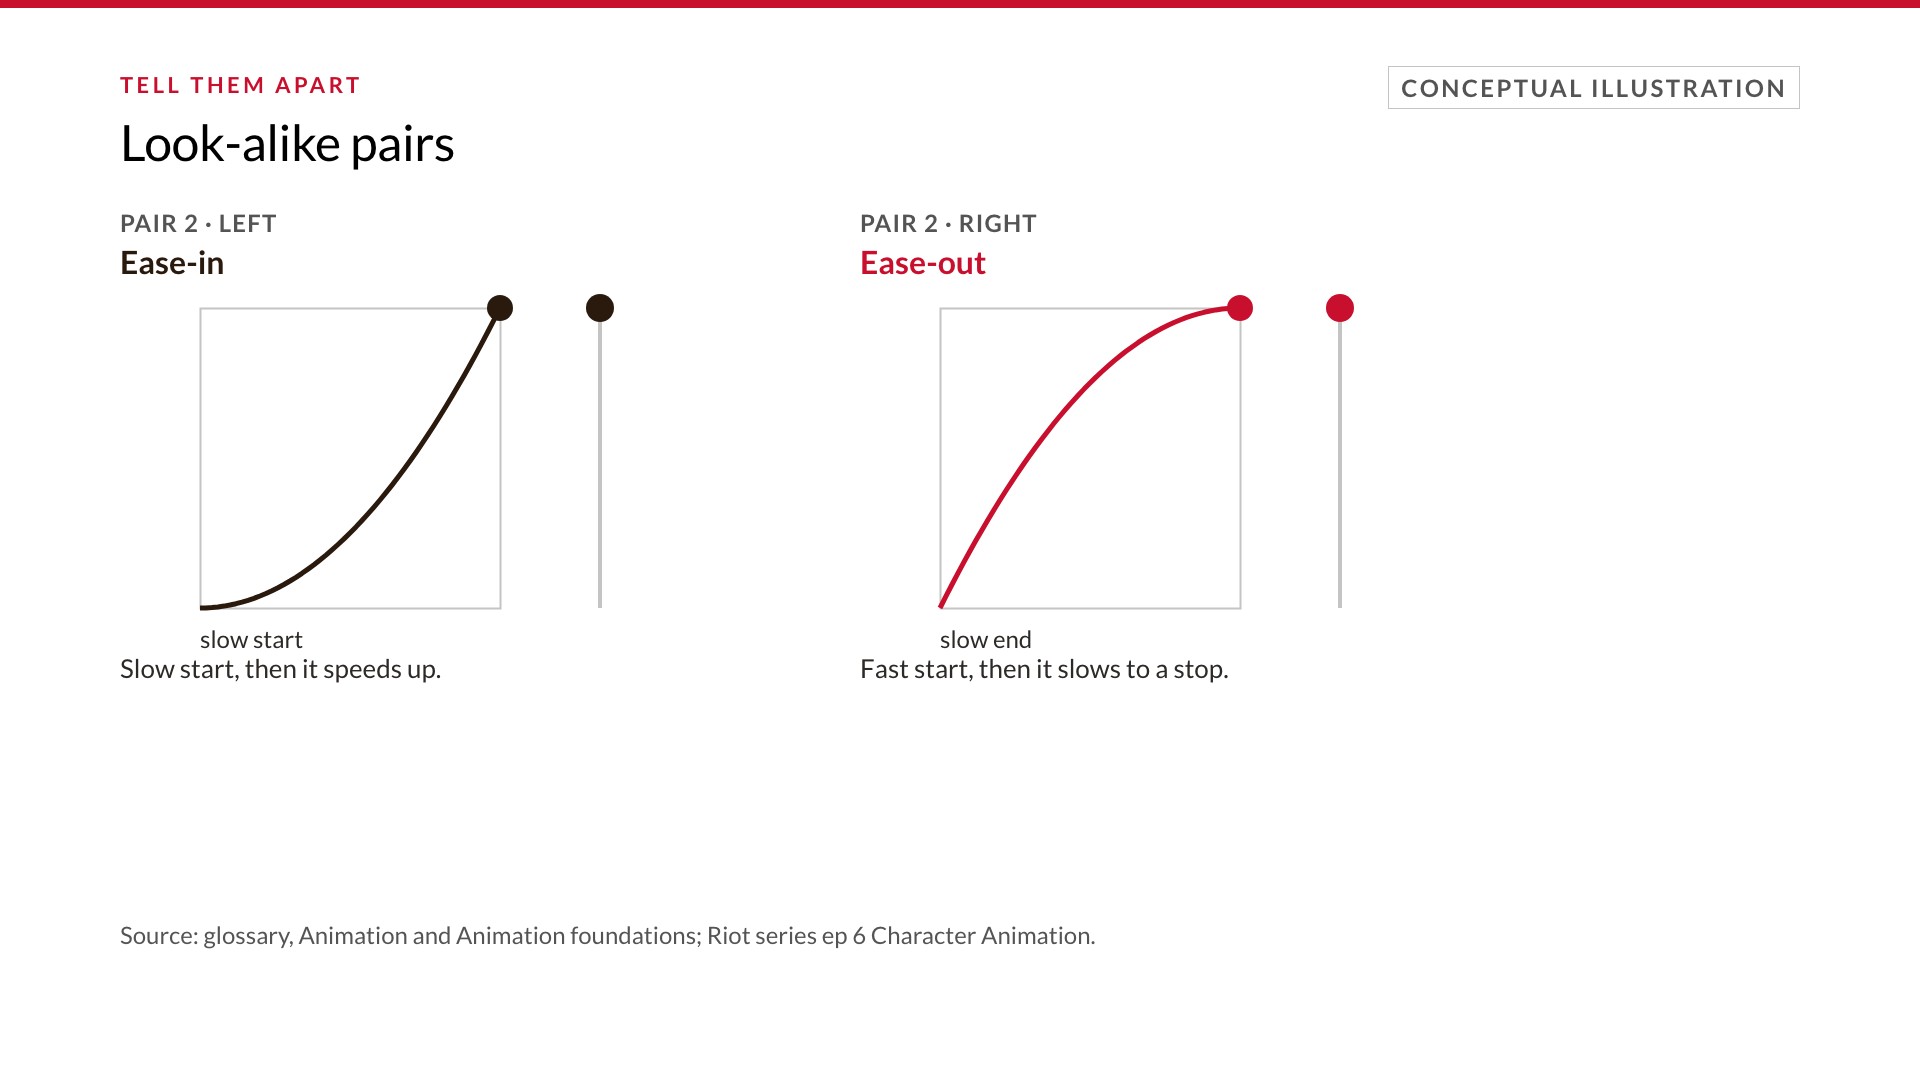 TELL THEM APART
CONCEPTUAL ILLUSTRATION
Look-alike pairs
PAIR 2 · LEFT
Ease-in
slow start
Slow start, then it speeds up.
PAIR 2 · RIGHT
Ease-out
slow end
Fast start, then it slows to a stop.
Source: glossary, Animation and Animation foundations; Riot series ep 6 Character Animation.